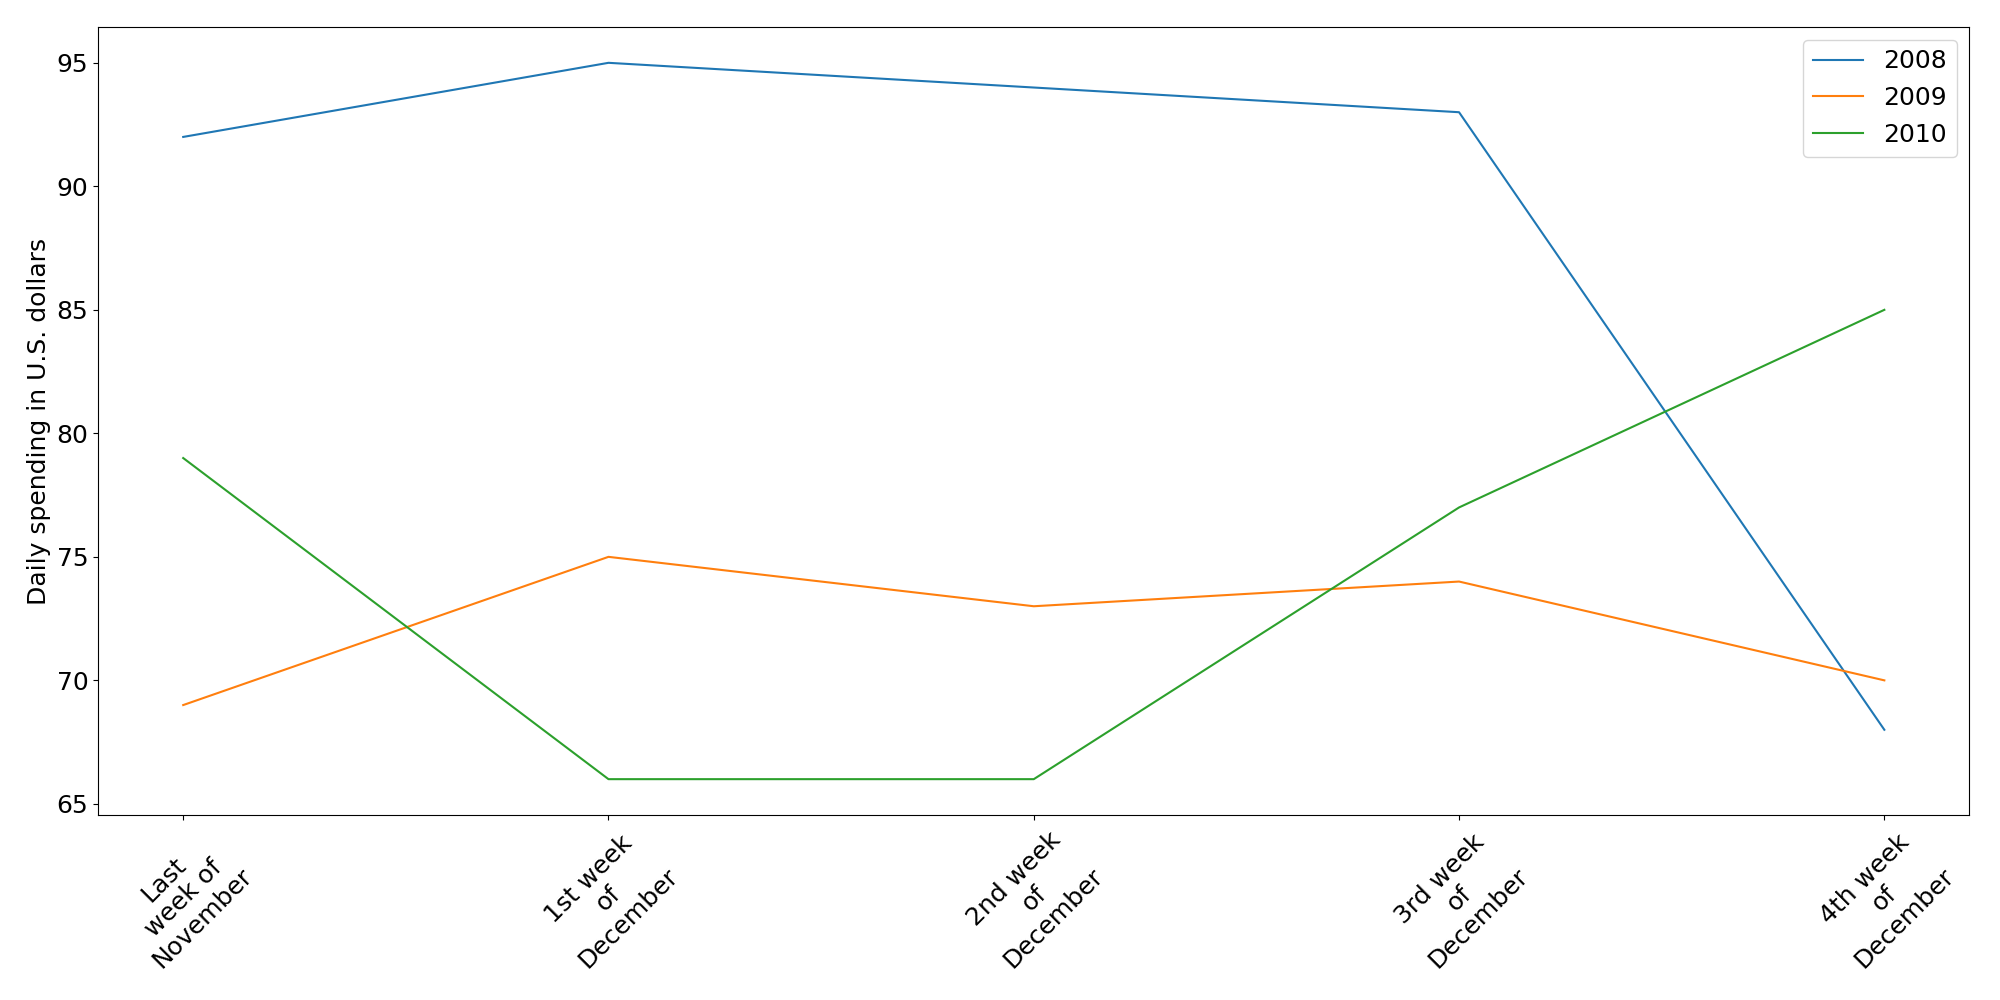 Daily spending in U.S. dollars
95
90
85
80
75
70
65
2008
2009
2010
Last
week of
November
1st week
of
December
2nd week
of
December
3rd week
of
December
4th week
of
December